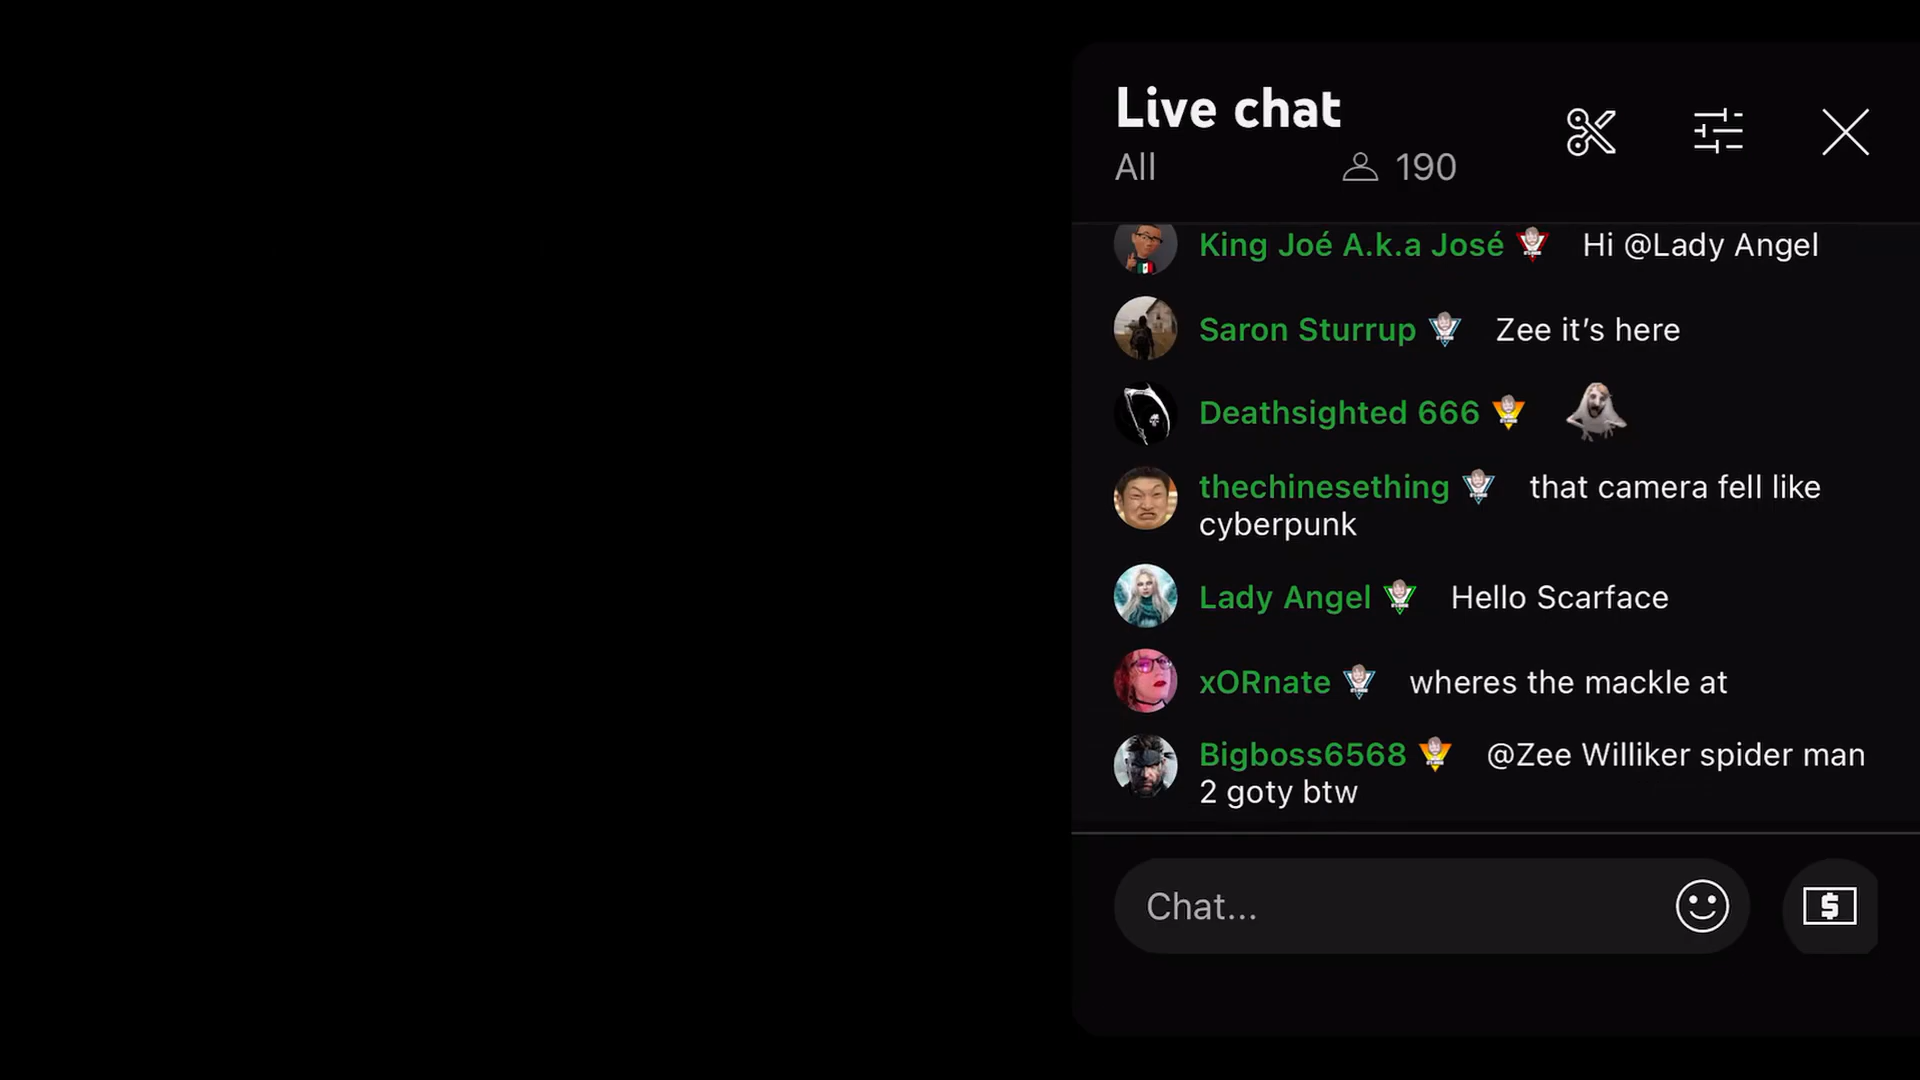 Live chat
All 190
King Joé A.k.a José Hi @Lady Angel
Saron Sturrup Zee it’s here
Deathsighted 666
thechinesething that camera fell like
cyberpunk
Lady Angel Hello Scarface
xORnate wheres the mackle at
Bigboss6568 @Zee Williker spider man
2 goty btw
Chat...